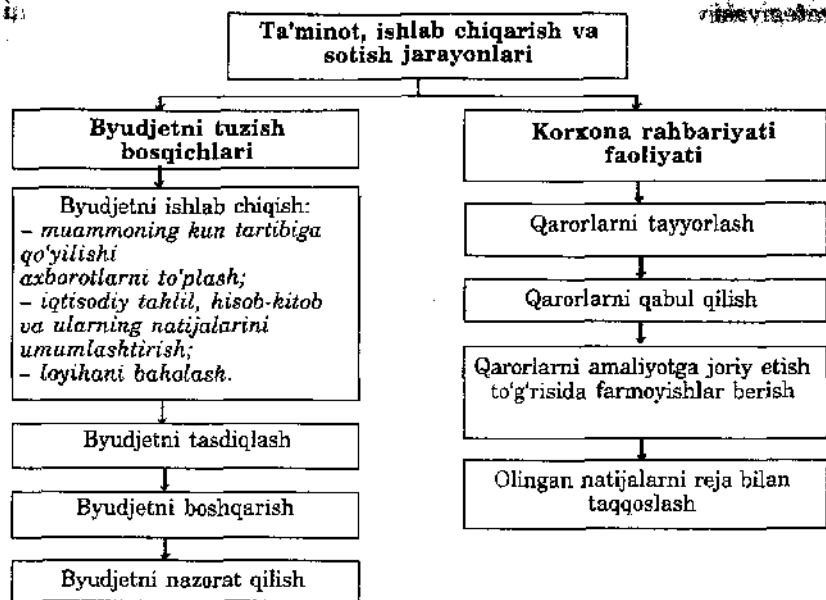 Ta'minot, ishlab chiqarish va
sotish jarayonlari
Byudjetni tuzish
bosqichlari
Byudjetni ishlab chiqish:
– muammoning kun tartibiga
qo'yilishi
axborotlarni to'plash;
– iqtisodiy tahlil, hisob-kitob
va ularning natijalarini
umumlashtirish;
– loyihani baholash.
Byudjetni tasdiqlash
Byudjetni boshqarish
Byudjetni nazorat qilish
Korxona rahbariyati
faoliyati
Qarorlarni tayyorlash
Qarorlarni qabul qilish
Qarorlarni amaliyotga joriy etish
to'g'risida farmoyishlar berish
Olingan natijalarni reja bilan
taqqoslash